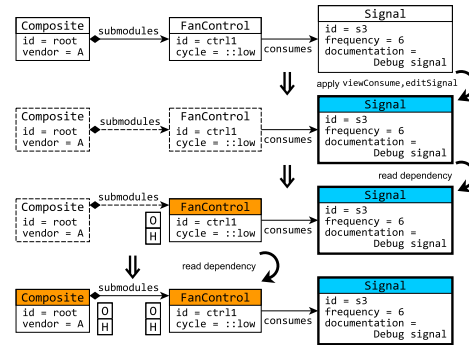 Composite
id = root
vendor = A
submodules
FanControl
id = ctrl1
cycle = ::low
consumes
Signal
id = s3
frequency = 6
documentation =
Debug signal
apply viewConsume,editSignal
Composite
id = root
vendor = A
submodules
FanControl
id = ctrl1
cycle = ::low
consumes
Signal
id = s3
frequency = 6
documentation =
Debug signal
read dependency
Composite
id = root
vendor = A
submodules
O
H
FanControl
id = ctrl1
cycle = ::low
consumes
Signal
id = s3
frequency = 6
documentation =
Debug signal
read dependency
Composite
id = root
vendor = A
submodules
O
H
O
H
FanControl
id = ctrl1
cycle = ::low
consumes
Signal
id = s3
frequency = 6
documentation =
Debug signal